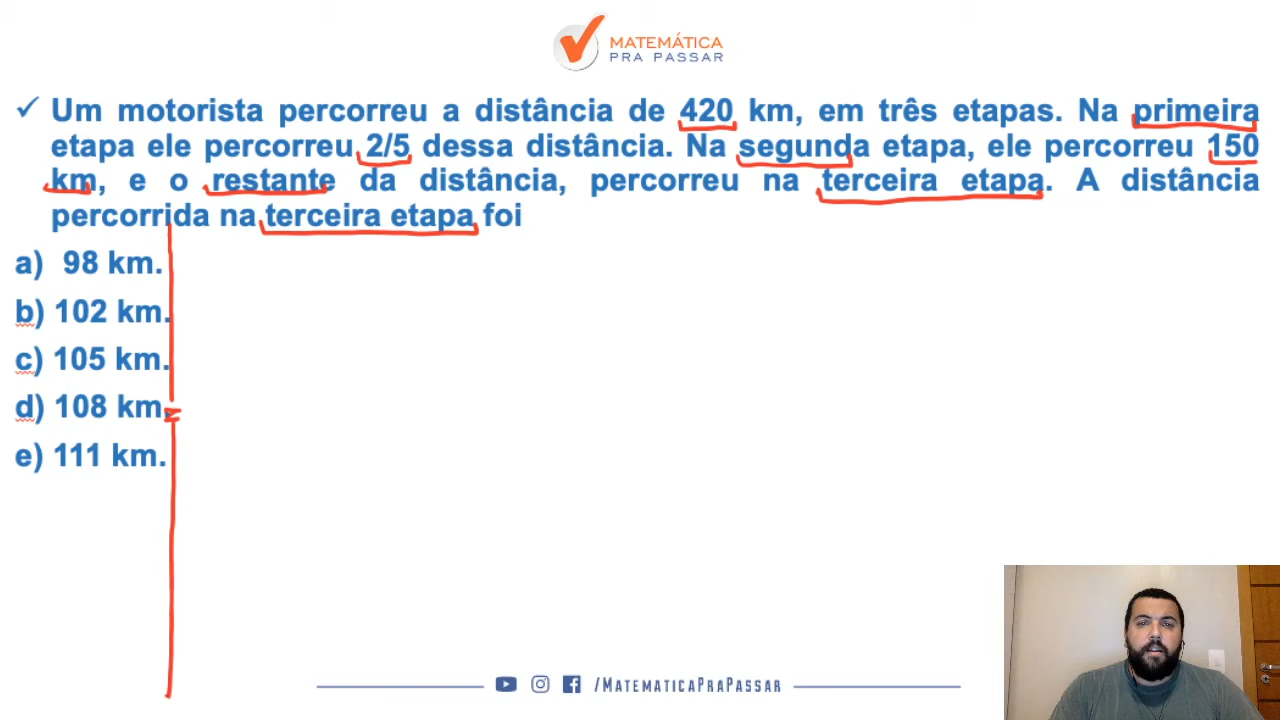 MATEMÁTICA
PRA PASSAR
✓ Um motorista percorreu a distância de 420 km, em três etapas. Na primeira
etapa ele percorreu 2/5 dessa distância. Na segunda etapa, ele percorreu 150
km, e o restante da distância, percorreu na terceira etapa. A distância
percorrida na terceira etapa foi
a) 98 km.
b) 102 km.
c) 105 km.
d) 108 km.
e) 111 km.
/MATEMATICAPRAPASSAR